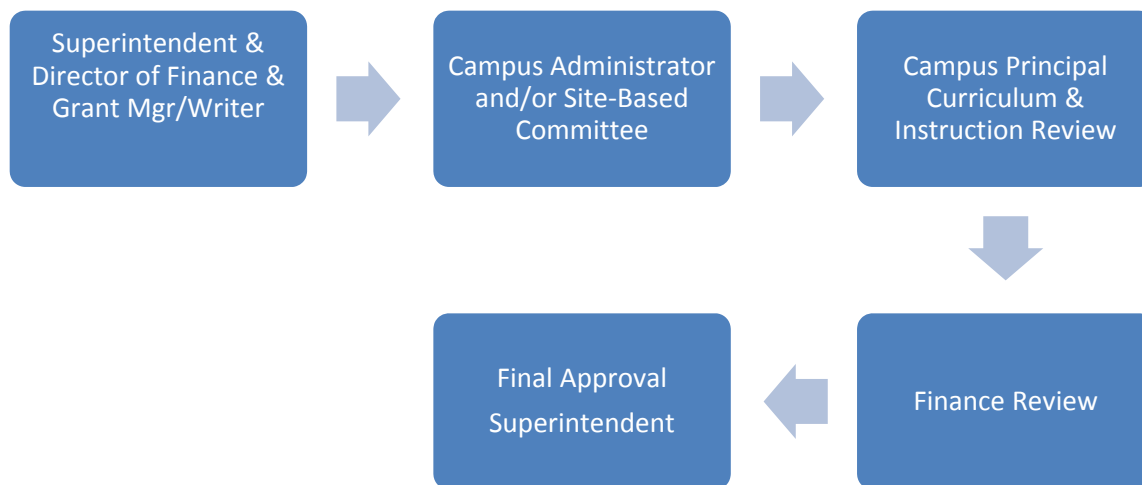 Superintendent &
Director of Finance &
Grant Mgr/Writer
Campus Administrator
and/or Site-Based
Committee
Campus Principal
Curriculum &
Instruction Review
Finance Review
Final Approval
Superintendent